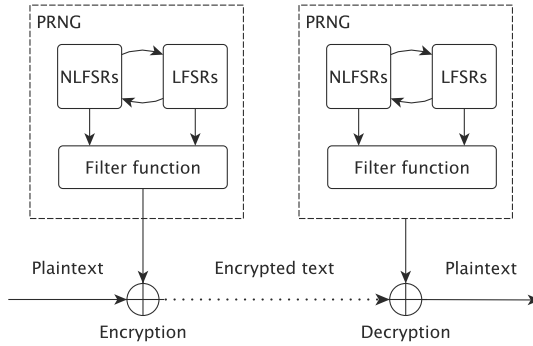 PRNG
NLFSRs
LFSRs
Filter function
PRNG
NLFSRs
LFSRs
Filter function
Plaintext
Encrypted text
Plaintext
Encryption
Decryption